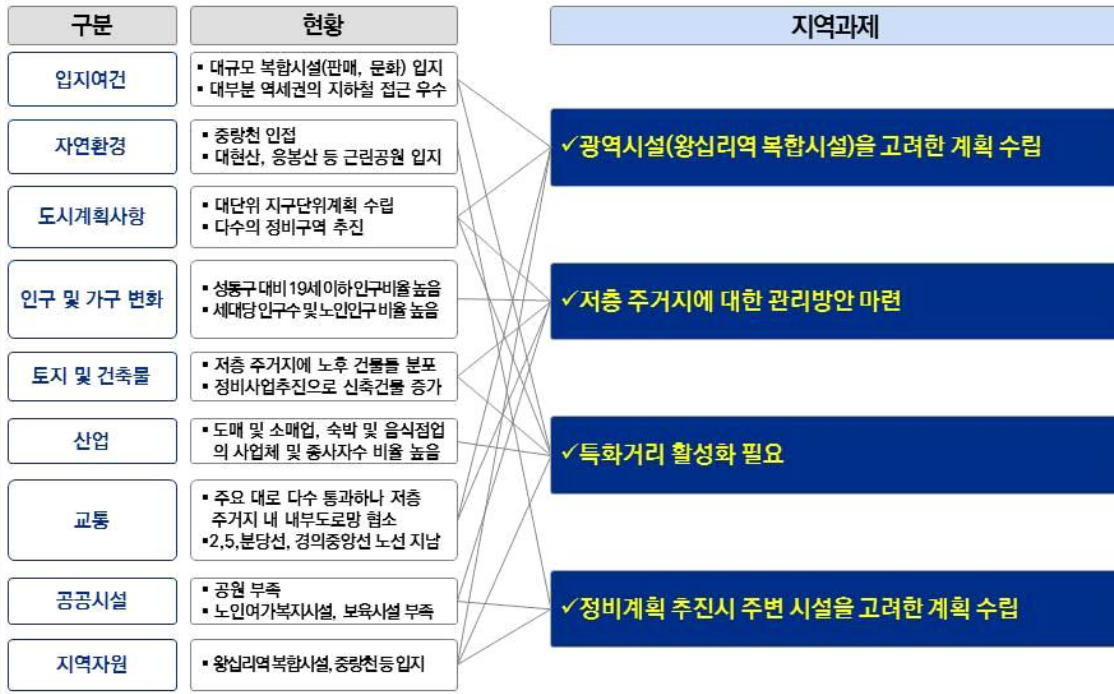 구분
현황
지역과제
입지여건
▪ 대규모 복합시설(판매, 문화) 입지
▪ 대부분 역세권의 지하철 접근 우수
자연환경
▪ 중랑천 인접
▪ 대현산, 응봉산 등 근린공원 입지
도시계획사항
▪ 대단위 지구단위계획 수립
▪ 다수의 정비구역 추진
인구 및 가구 변화
▪ 성동구 대비 19세 이하 인구비율 높음
▪ 세대당 인구수 및 노인인구 비율 높음
토지 및 건축물
▪ 저층 주거지에 노후 건물들 분포
▪ 정비사업추진으로 신축건물 증가
산업
▪ 도매 및 소매업, 숙박 및 음식점업
의 사업체 및 종사자수 비율 높음
교통
▪ 주요 대로 다수 통과하나 저층
주거지 내 내부도로망 협소
▪2,5,분당선, 경의중앙선 노선 지남
공공시설
▪ 공원 부족
▪ 노인여가복지시설, 보육시설 부족
지역자원
▪ 왕십리역 복합시설, 중랑천 등 입지
✓광역시설(왕십리역 복합시설)을 고려한 계획 수립
✓저층 주거지에 대한 관리방안 마련
✓특화거리 활성화 필요
✓정비계획 추진시 주변 시설을 고려한 계획 수립